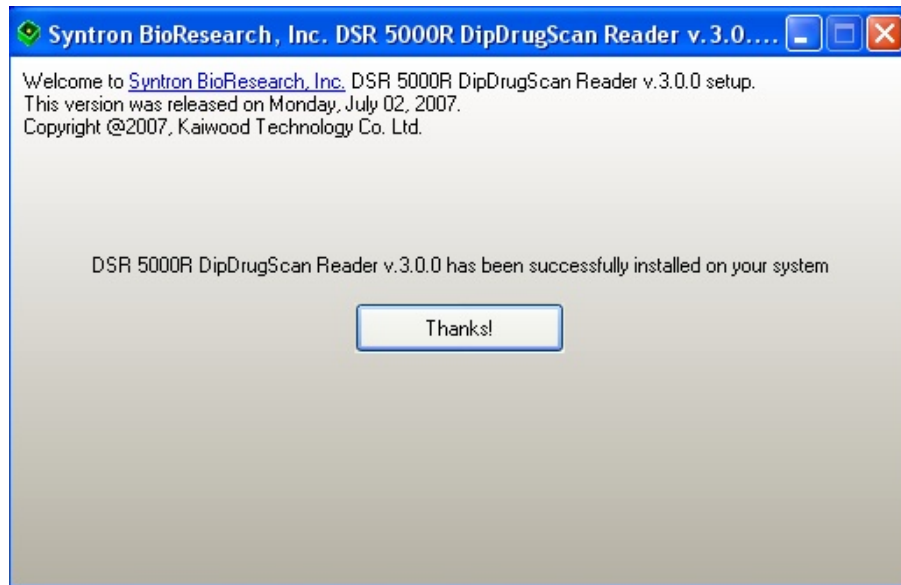 Syntron BioResearch, Inc. DSR 5000R DipDrugScan Reader v. 3.0....
Welcome to Syntron BioResearch, Inc. DSR 5000R DipDrugScan Reader v.3.0.0 setup.
This version was released on Monday, July 02, 2007.
Copyright @2007, Kaiwood Technology Co. Ltd.
DSR 5000R DipDrugScan Reader v.3.0.0 has been successfully installed on your system
Thanks!